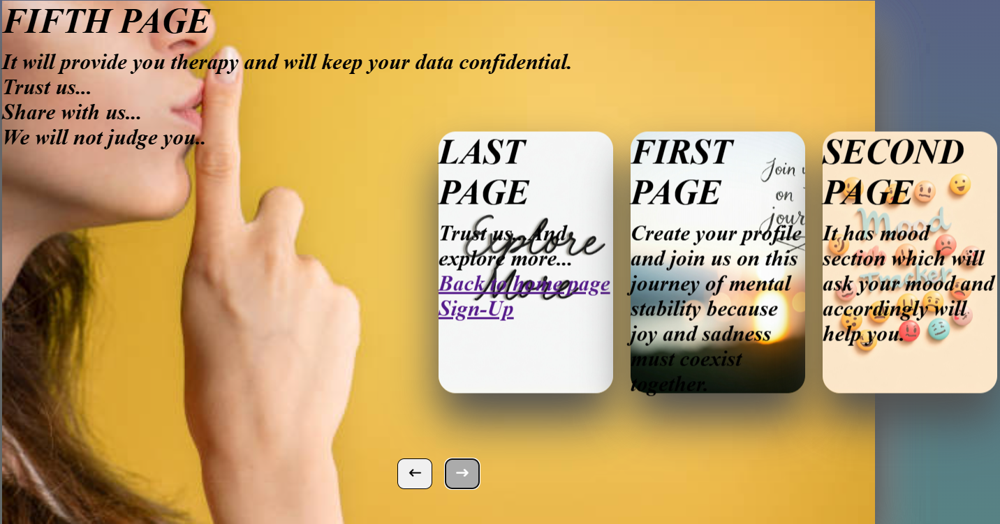 FIFTH PAGE
It will provide you therapy and will keep your data confidential.
Trust us...
Share with us...
We will not judge you..
LAST
PAGE
Trust us...And
explore more...
Back to home page
Sign-Up
Explore
More
FIRST
PAGE
Create your profile
and join us on this
journey of mental
stability because
joy and sadness
must coexist
together.
Join
on
jour
SECOND
PAGE
It has mood
section which will
ask your mood and
accordingly will
help you.
Mood
Tracker